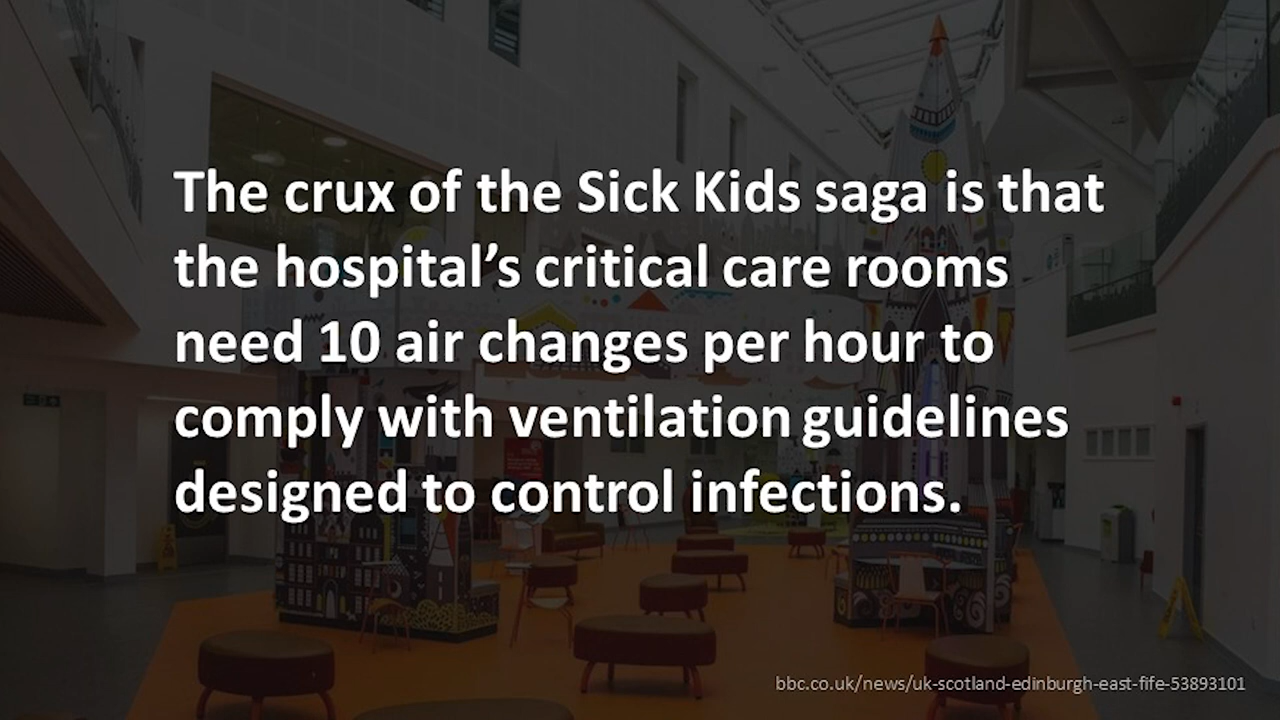 The crux of the Sick Kids saga is that
the hospital’s critical care rooms
need 10 air changes per hour to
comply with ventilation guidelines
designed to control infections.
bbc.co.uk/news/uk-scotland-edinburgh-east-fife-53893101